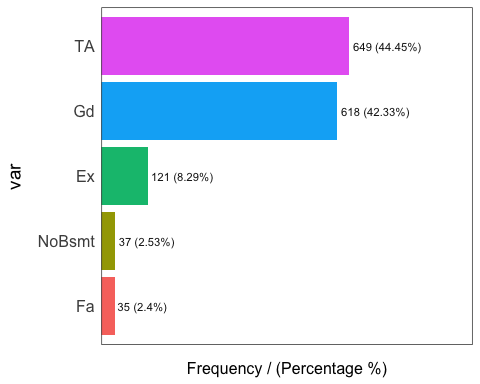 TA 649 (44.45%)
Gd 618 (42.33%)
Ex 121 (8.29%)
NoBsmt 37 (2.53%)
Fa 35 (2.4%)
var
Frequency / (Percentage %)